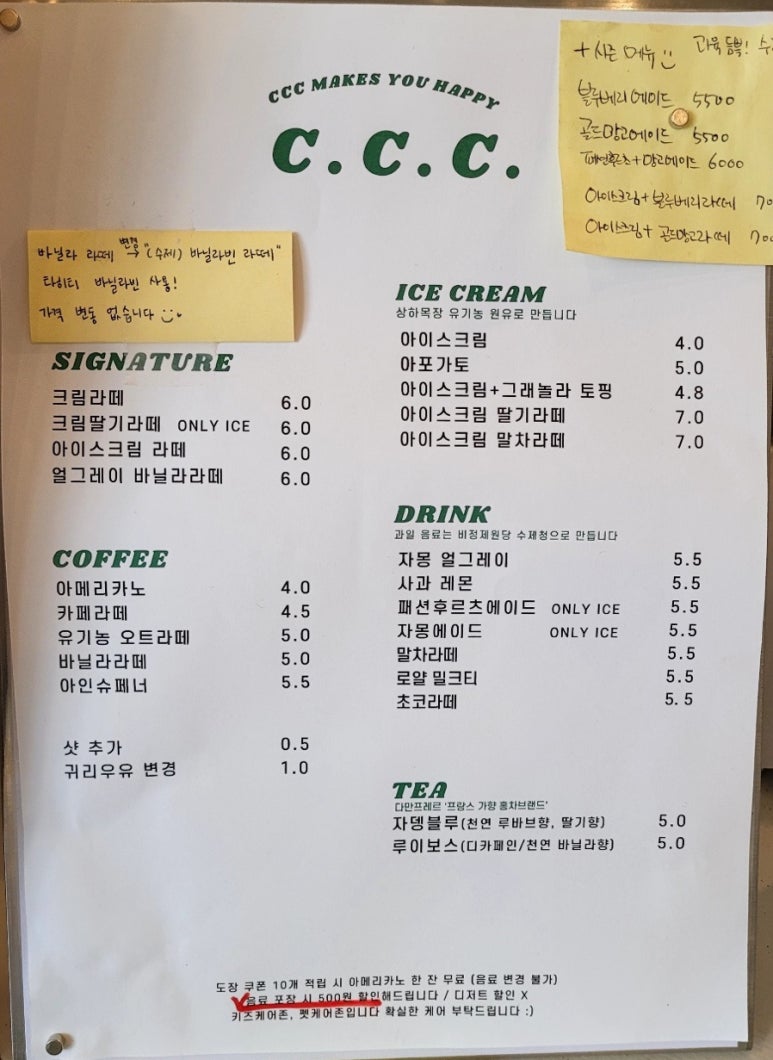 CCC MAKES YOU HAPPY
C.C.C.
+ 시즌 메뉴 과육 듬뿍!
블루베리에이드 5500
골드망고에이드 5500
패션후르츠+망고에이드 6000
아이스크림+블루베리라떼
아이스크림+골드망고라떼
바닐라 라떼 변경→ "(수제) 바닐라빈 라떼"
타히티 바닐라빈 사용!
가격 변동 없습니다
SIGNATURE
크림라떼 6.0
크림딸기라떼 ONLY ICE 6.0
아이스크림 라떼 6.0
얼그레이 바닐라라떼 6.0
COFFEE
아메리카노 4.0
카페라떼 4.5
유기농 오트라떼 5.0
바닐라라떼 5.0
아인슈페너 5.5
샷 추가 0.5
귀리우유 변경 1.0
ICE CREAM
상하목장 유기농 원유로 만듭니다
아이스크림 4.0
아포가토 5.0
아이스크림+그래놀라 토핑 4.8
아이스크림 딸기라떼 7.0
아이스크림 말차라떼 7.0
DRINK
과일 음료는 비정제원당 수제청으로 만듭니다
자몽 얼그레이 5.5
사과 레몬 5.5
패션후르츠에이드 ONLY ICE 5.5
자몽에이드 ONLY ICE 5.5
말차라떼 5.5
로얄 밀크티 5.5
초코라떼 5.5
TEA
다만프레르 '프랑스 가향 홍차브랜드'
자뎅블루(천연 루바브향, 딸기향) 5.0
루이보스(디카페인/천연 바닐라향) 5.0
도장 쿠폰 10개 적립 시 아메리카노 한 잔 무료 (음료 변경 불가)
음료 포장 시 500원 할인해드립니다 / 디저트 할인 X
키즈케어존, 펫케어존입니다 확실한 케어 부탁드립니다 :)